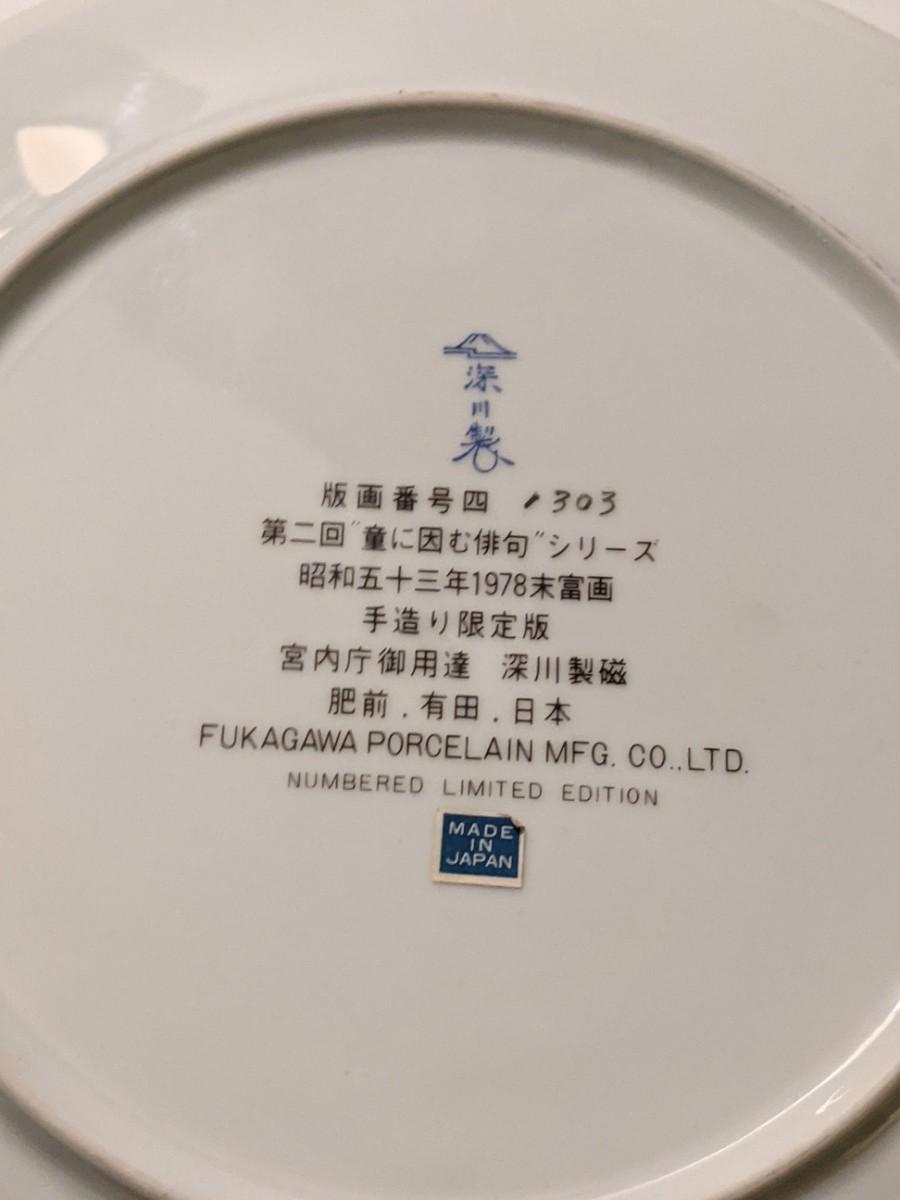 深
川
製
版画番号四 1303
第二回"童に因む俳句"シリーズ
昭和五十三年1978末富画
手造り限定版
宮内庁御用達 深川製磁
肥前.有田.日本
FUKAGAWA PORCELAIN MFG. CO.,LTD.
NUMBERED LIMITED EDITION
MADE
IN
JAPAN